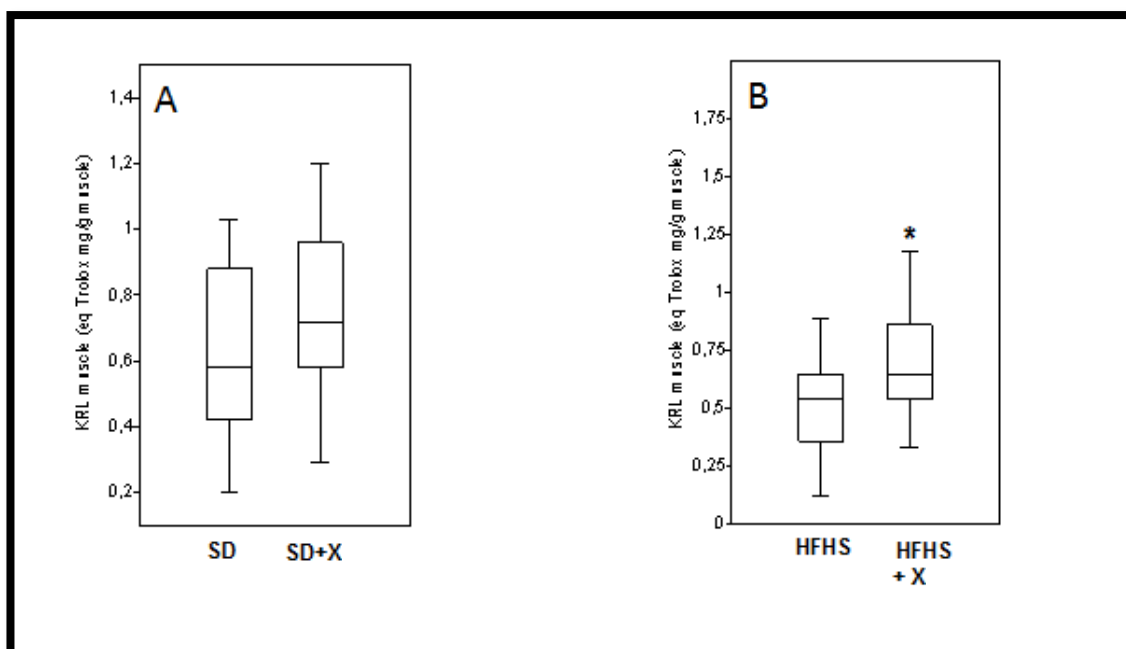 A
KRL muscle (eq Trolox mg/g muscle)
1,4
1,2
1
0,8
0,6
0,4
0,2
SD
SD+X
B
KRL muscle (eq Trolox mg/g muscle)
1,75
1,5
1,25
1
0,75
0,5
0,25
0
*
HFHS
HFHS
+ X